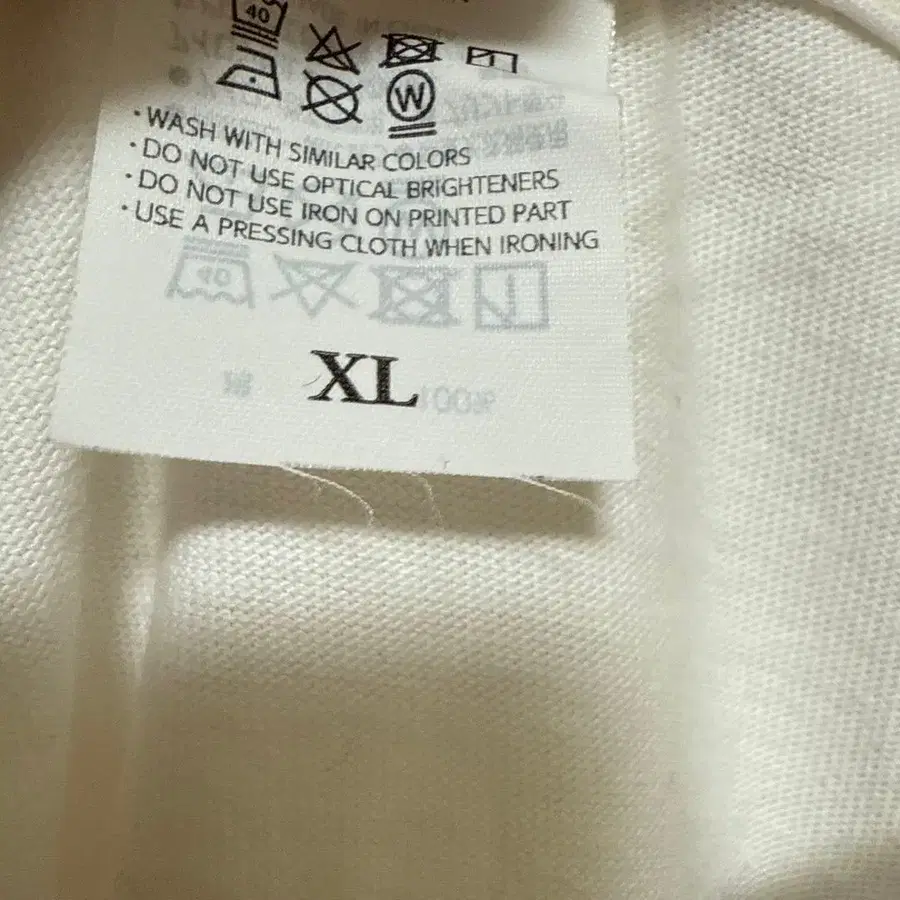 40
W
· WASH WITH SIMILAR COLORS
· DO NOT USE OPTICAL BRIGHTENERS
· DO NOT USE IRON ON PRINTED PART
· USE A PRESSING CLOTH WHEN IRONING
40
XL